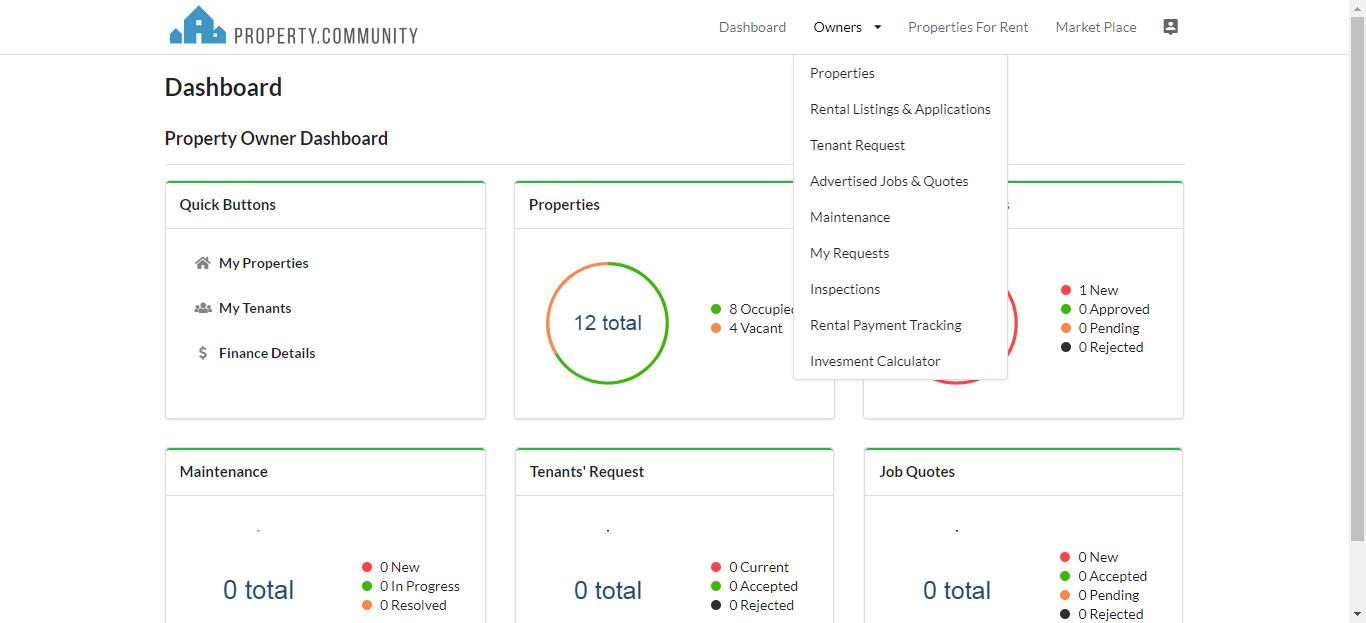 PROPERTY.COMMUNITY
Dashboard Owners Properties For Rent Market Place
Properties
Rental Listings & Applications
Tenant Request
Advertised Jobs & Quotes
Maintenance
My Requests
Inspections
Rental Payment Tracking
Invesment Calculator
Dashboard
Property Owner Dashboard
Quick Buttons
My Properties
My Tenants
Finance Details
Properties
12 total
8 Occupied
4 Vacant
1 New
0 Approved
0 Pending
0 Rejected
Maintenance
0 total
0 New
0 In Progress
0 Resolved
Tenants' Request
0 total
0 Current
0 Accepted
0 Rejected
Job Quotes
0 total
0 New
0 Accepted
0 Pending
0 Rejected